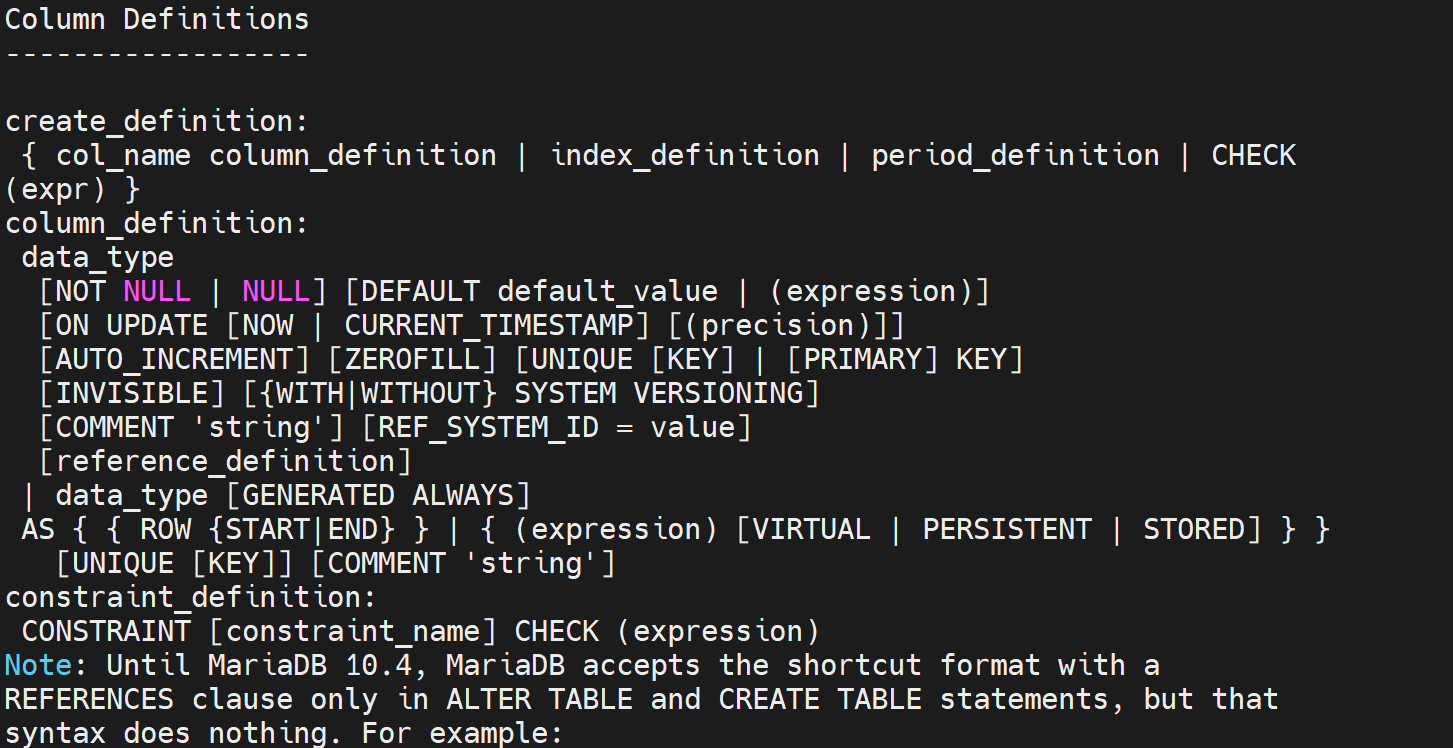 Column Definitions
------------------
create_definition:
{ col_name column_definition | index_definition | period_definition | CHECK
(expr) }
column_definition:
data_type
[NOT NULL | NULL] [DEFAULT default_value | (expression)]
[ON UPDATE [NOW | CURRENT_TIMESTAMP] [(precision)]]
[AUTO_INCREMENT] [ZEROFILL] [UNIQUE [KEY] | [PRIMARY] KEY]
[INVISIBLE] [{WITH|WITHOUT} SYSTEM VERSIONING]
[COMMENT 'string'] [REF_SYSTEM_ID = value]
[reference_definition]
| data_type [GENERATED ALWAYS]
AS { { ROW {START|END} } | { (expression) [VIRTUAL | PERSISTENT | STORED] } }
[UNIQUE [KEY]] [COMMENT 'string']
constraint_definition:
CONSTRAINT [constraint_name] CHECK (expression)
Note: Until MariaDB 10.4, MariaDB accepts the shortcut format with a
REFERENCES clause only in ALTER TABLE and CREATE TABLE statements, but that
syntax does nothing. For example: